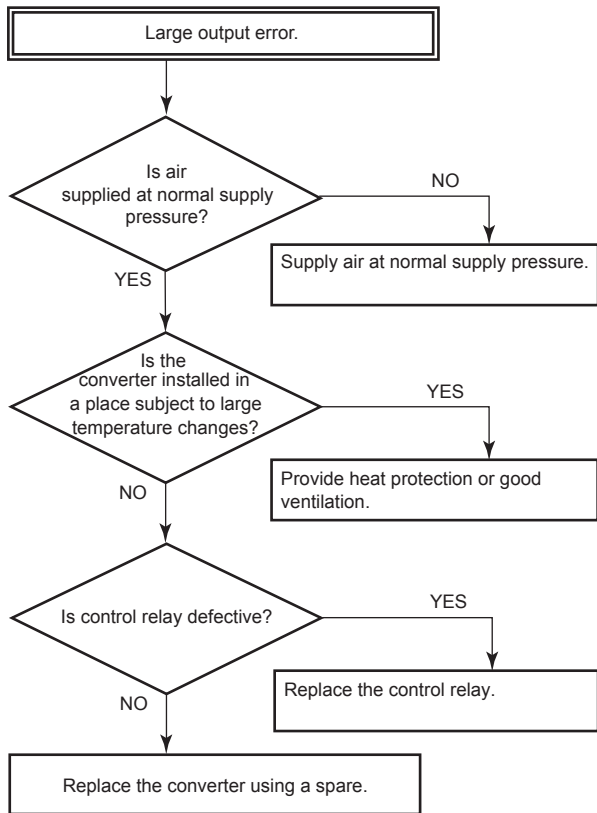 Large output error.
Is air
supplied at normal supply
pressure?
NO
Supply air at normal supply pressure.
YES
Is the
converter installed in
a place subject to large
temperature changes?
YES
Provide heat protection or good
ventilation.
NO
Is control relay defective?
YES
Replace the control relay.
NO
Replace the converter using a spare.